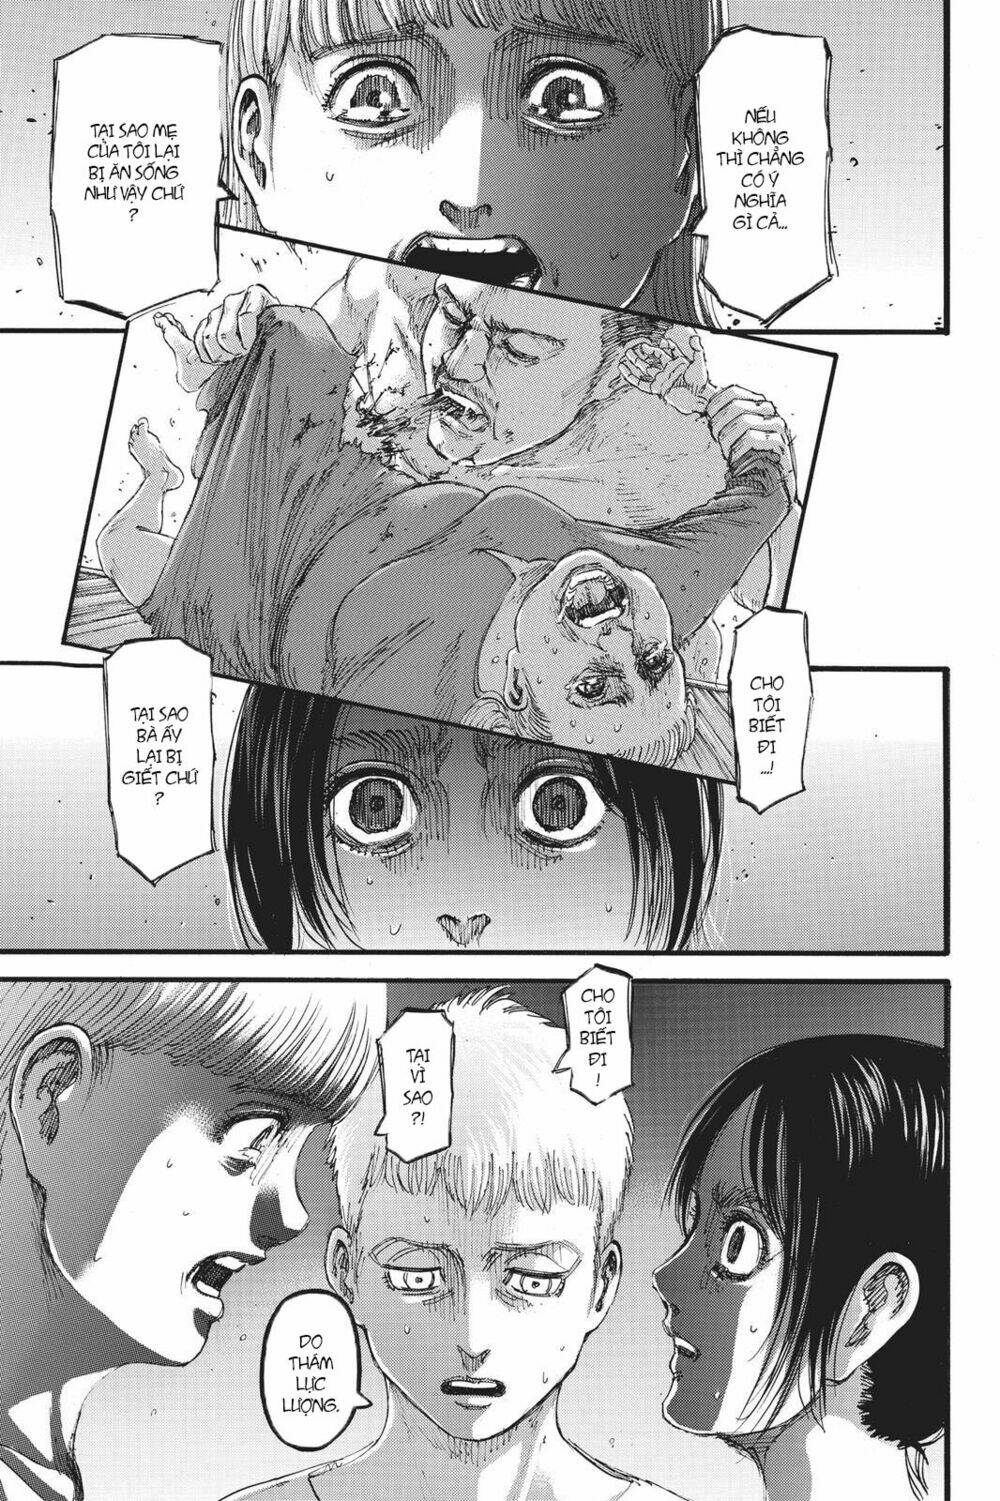 NẾU
KHÔNG
THÌ CHẲNG
CÓ Ý
NGHĨA
GÌ CẢ...
TẠI SAO MẸ
CỦA TÔI LẠI
BỊ ĂN SỐNG
NHƯ VẬY CHỨ
?
CHO
TÔI
BIẾT
ĐI
...!
TẠI SAO
BÀ ẤY
LẠI BỊ
GIẾT CHỨ
?
CHO
TÔI
BIẾT
ĐI
!
TẠI
VÌ
SAO
?!
DO
THÁM
LỰC
LƯỢNG.